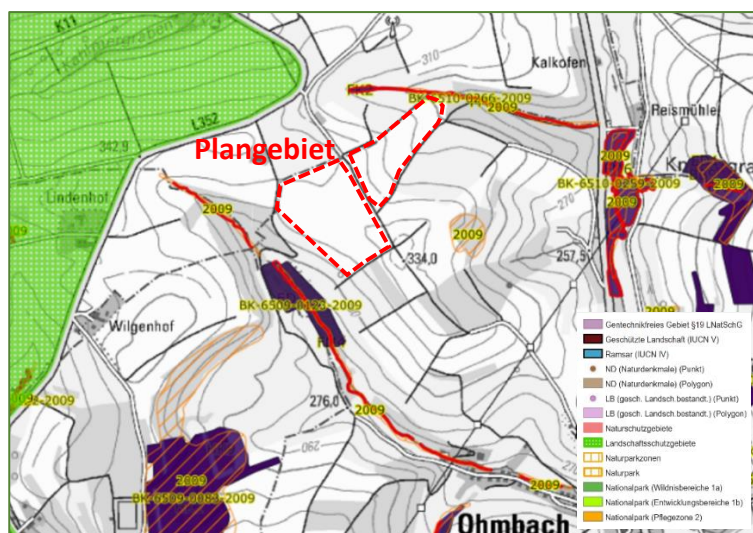 K11
310
Kalkofen
BK-6510-0266-2009
2009
L352
342,9
Plangebiet
Reismühle
2009
BK-6510-0259-2009
2009
Lindenhof
2009
270
2009
334,0
257,5
BK-6509-0123-2009
Wilgenhof
276,0
2009
290
2009
BK-6509-0083-2009
2009
Ohmbach
Gentechnikfreies Gebiet §19 LNatSchG
Geschützte Landschaft (IUCN V)
Ramsar (IUCN IV)
ND (Naturdenkmale) (Punkt)
ND (Naturdenkmale) (Polygon)
LB (gesch. Landsch bestandt.) (Punkt)
LB (gesch. Landsch bestandt.) (Polygon)
Naturschutzgebiete
Landschaftsschutzgebiete
Naturparkzonen
Naturpark
Nationalpark (Wildnisbereiche 1a)
Nationalpark (Entwicklungsbereiche 1b)
Nationalpark (Pflegezone 2)